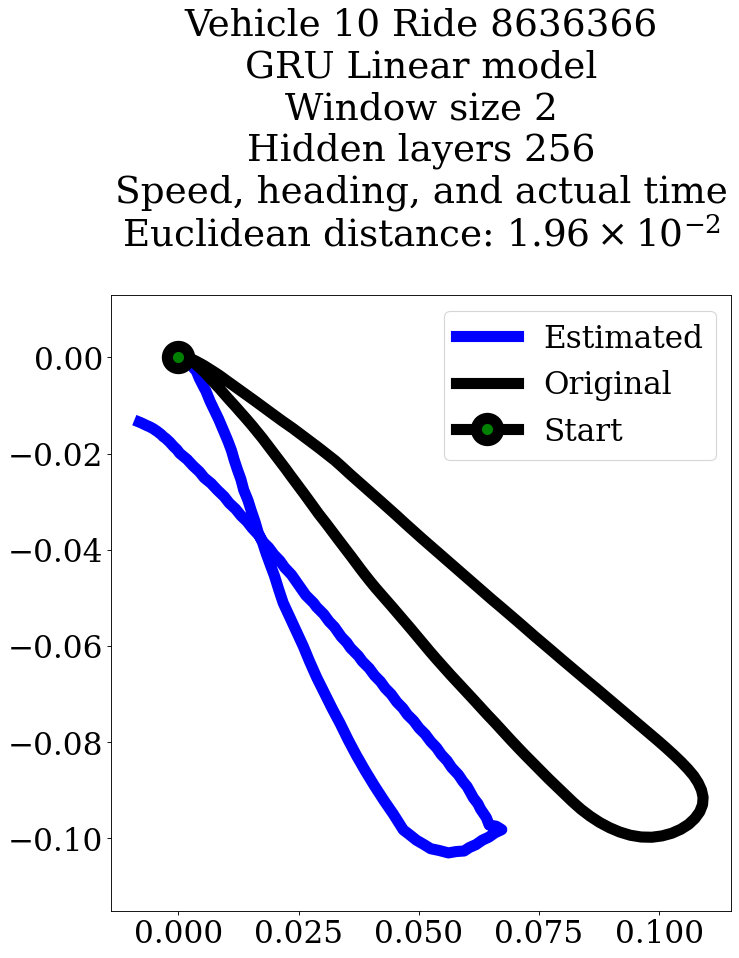 Vehicle 10 Ride 8636366
GRU Linear model
Window size 2
Hidden layers 256
Speed, heading, and actual time
Euclidean distance: 1.96 × 10⁻²
Estimated
Original
Start
0.00
−0.02
−0.04
−0.06
−0.08
−0.10
0.000 0.025 0.050 0.075 0.100